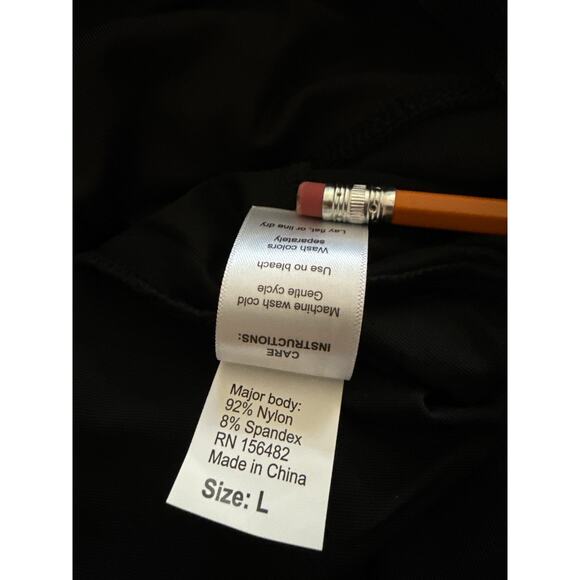 CARE
INSTRUCTIONS:
Machine wash cold
Gentle cycle
Use no bleach
Wash colors
separately
Lay flat, or line dry
Major body:
92% Nylon
8% Spandex
RN 156482
Made in China
Size: L